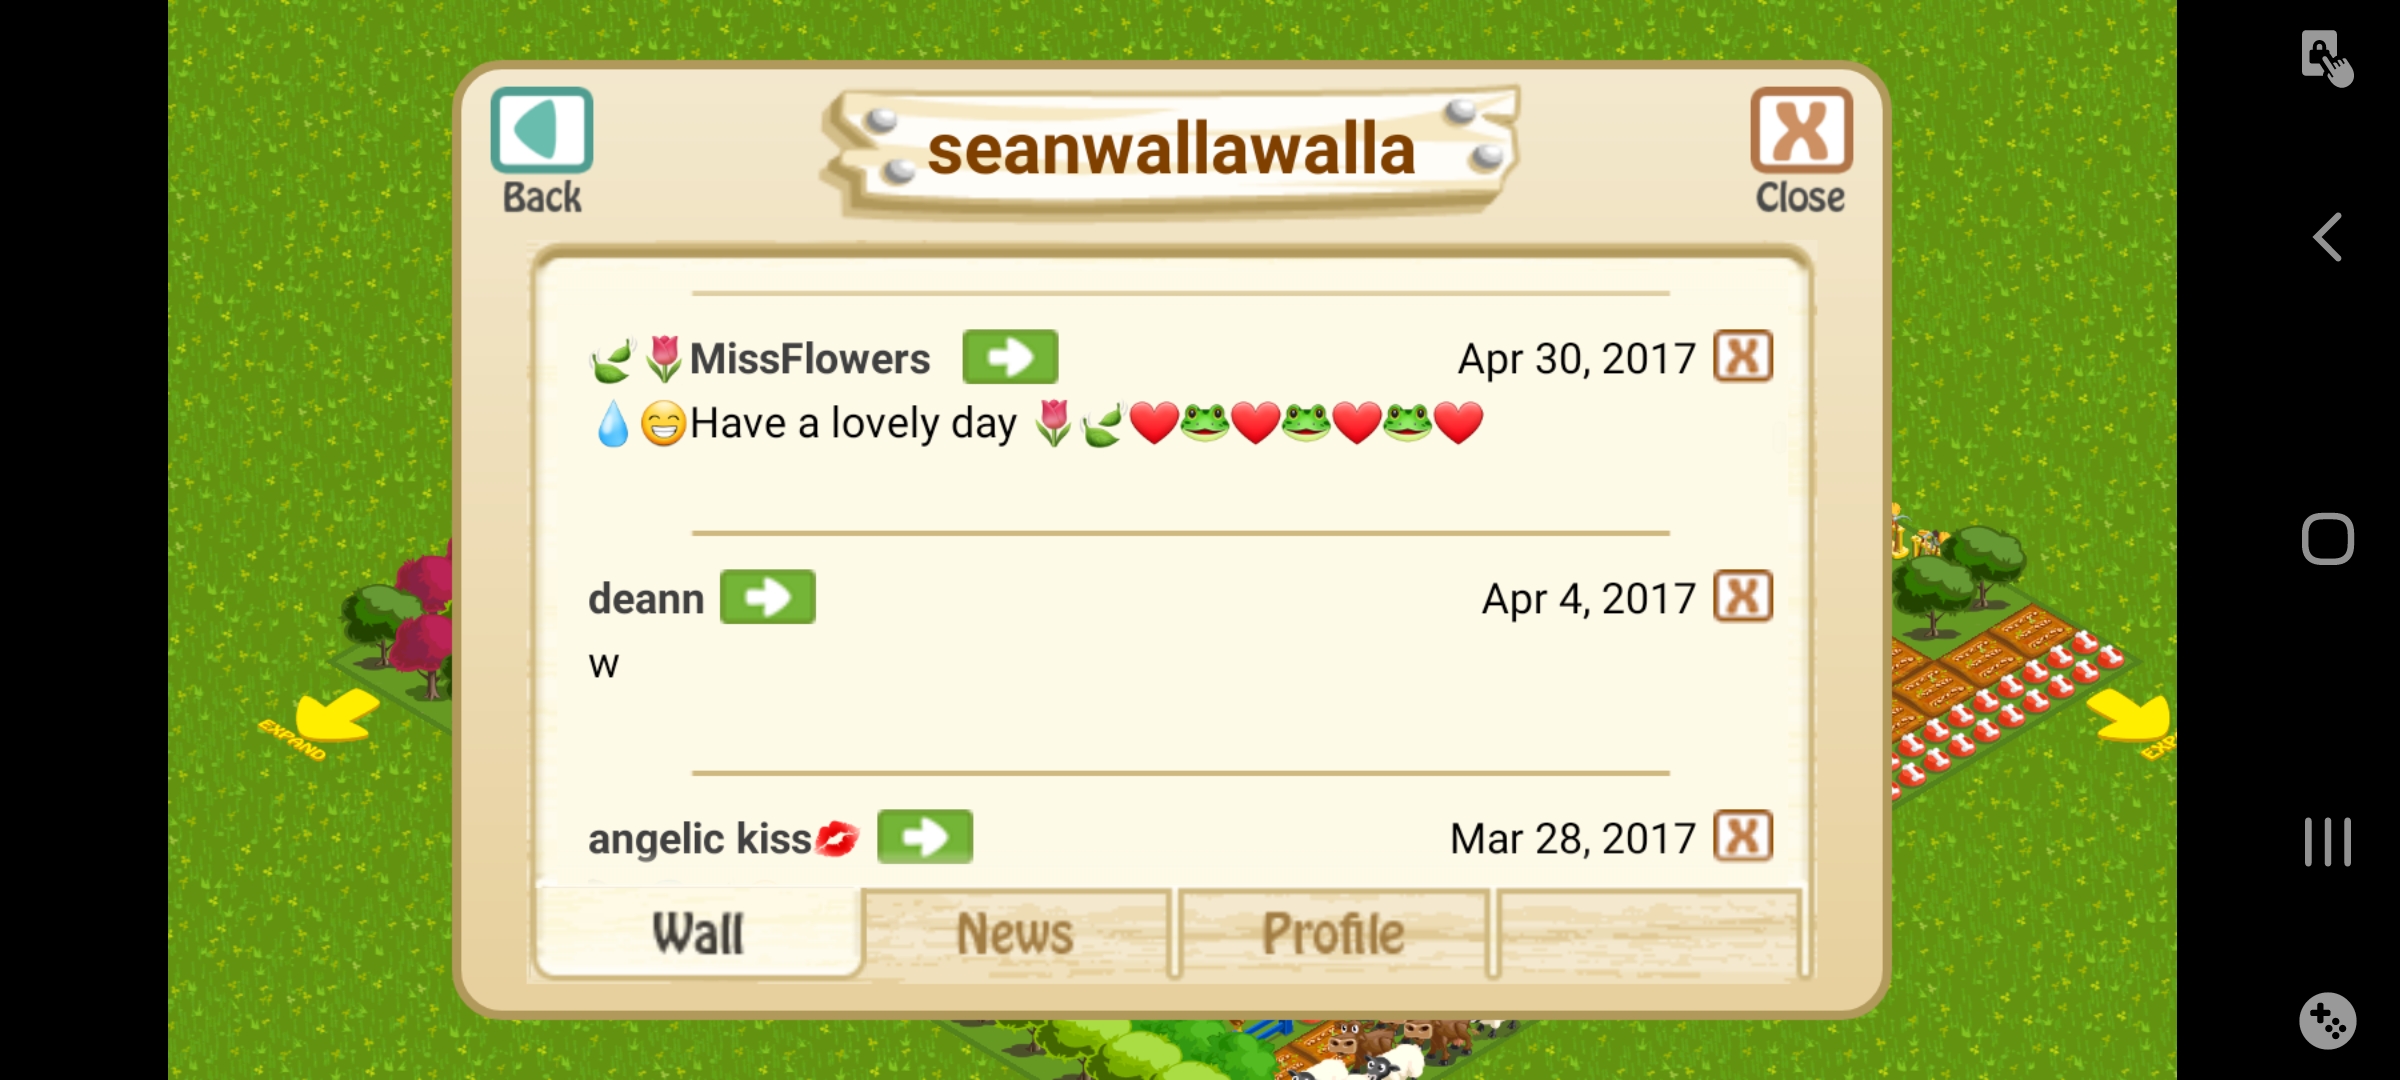 seanwallawalla
Back
Close
🍃🌷MissFlowers
Apr 30, 2017
💧😁Have a lovely day 🌷🍃❤️🐸❤️🐸❤️🐸❤️
deann
Apr 4, 2017
w
angelic kiss💋
Mar 28, 2017
Wall
News
Profile
EXPAND
EXP